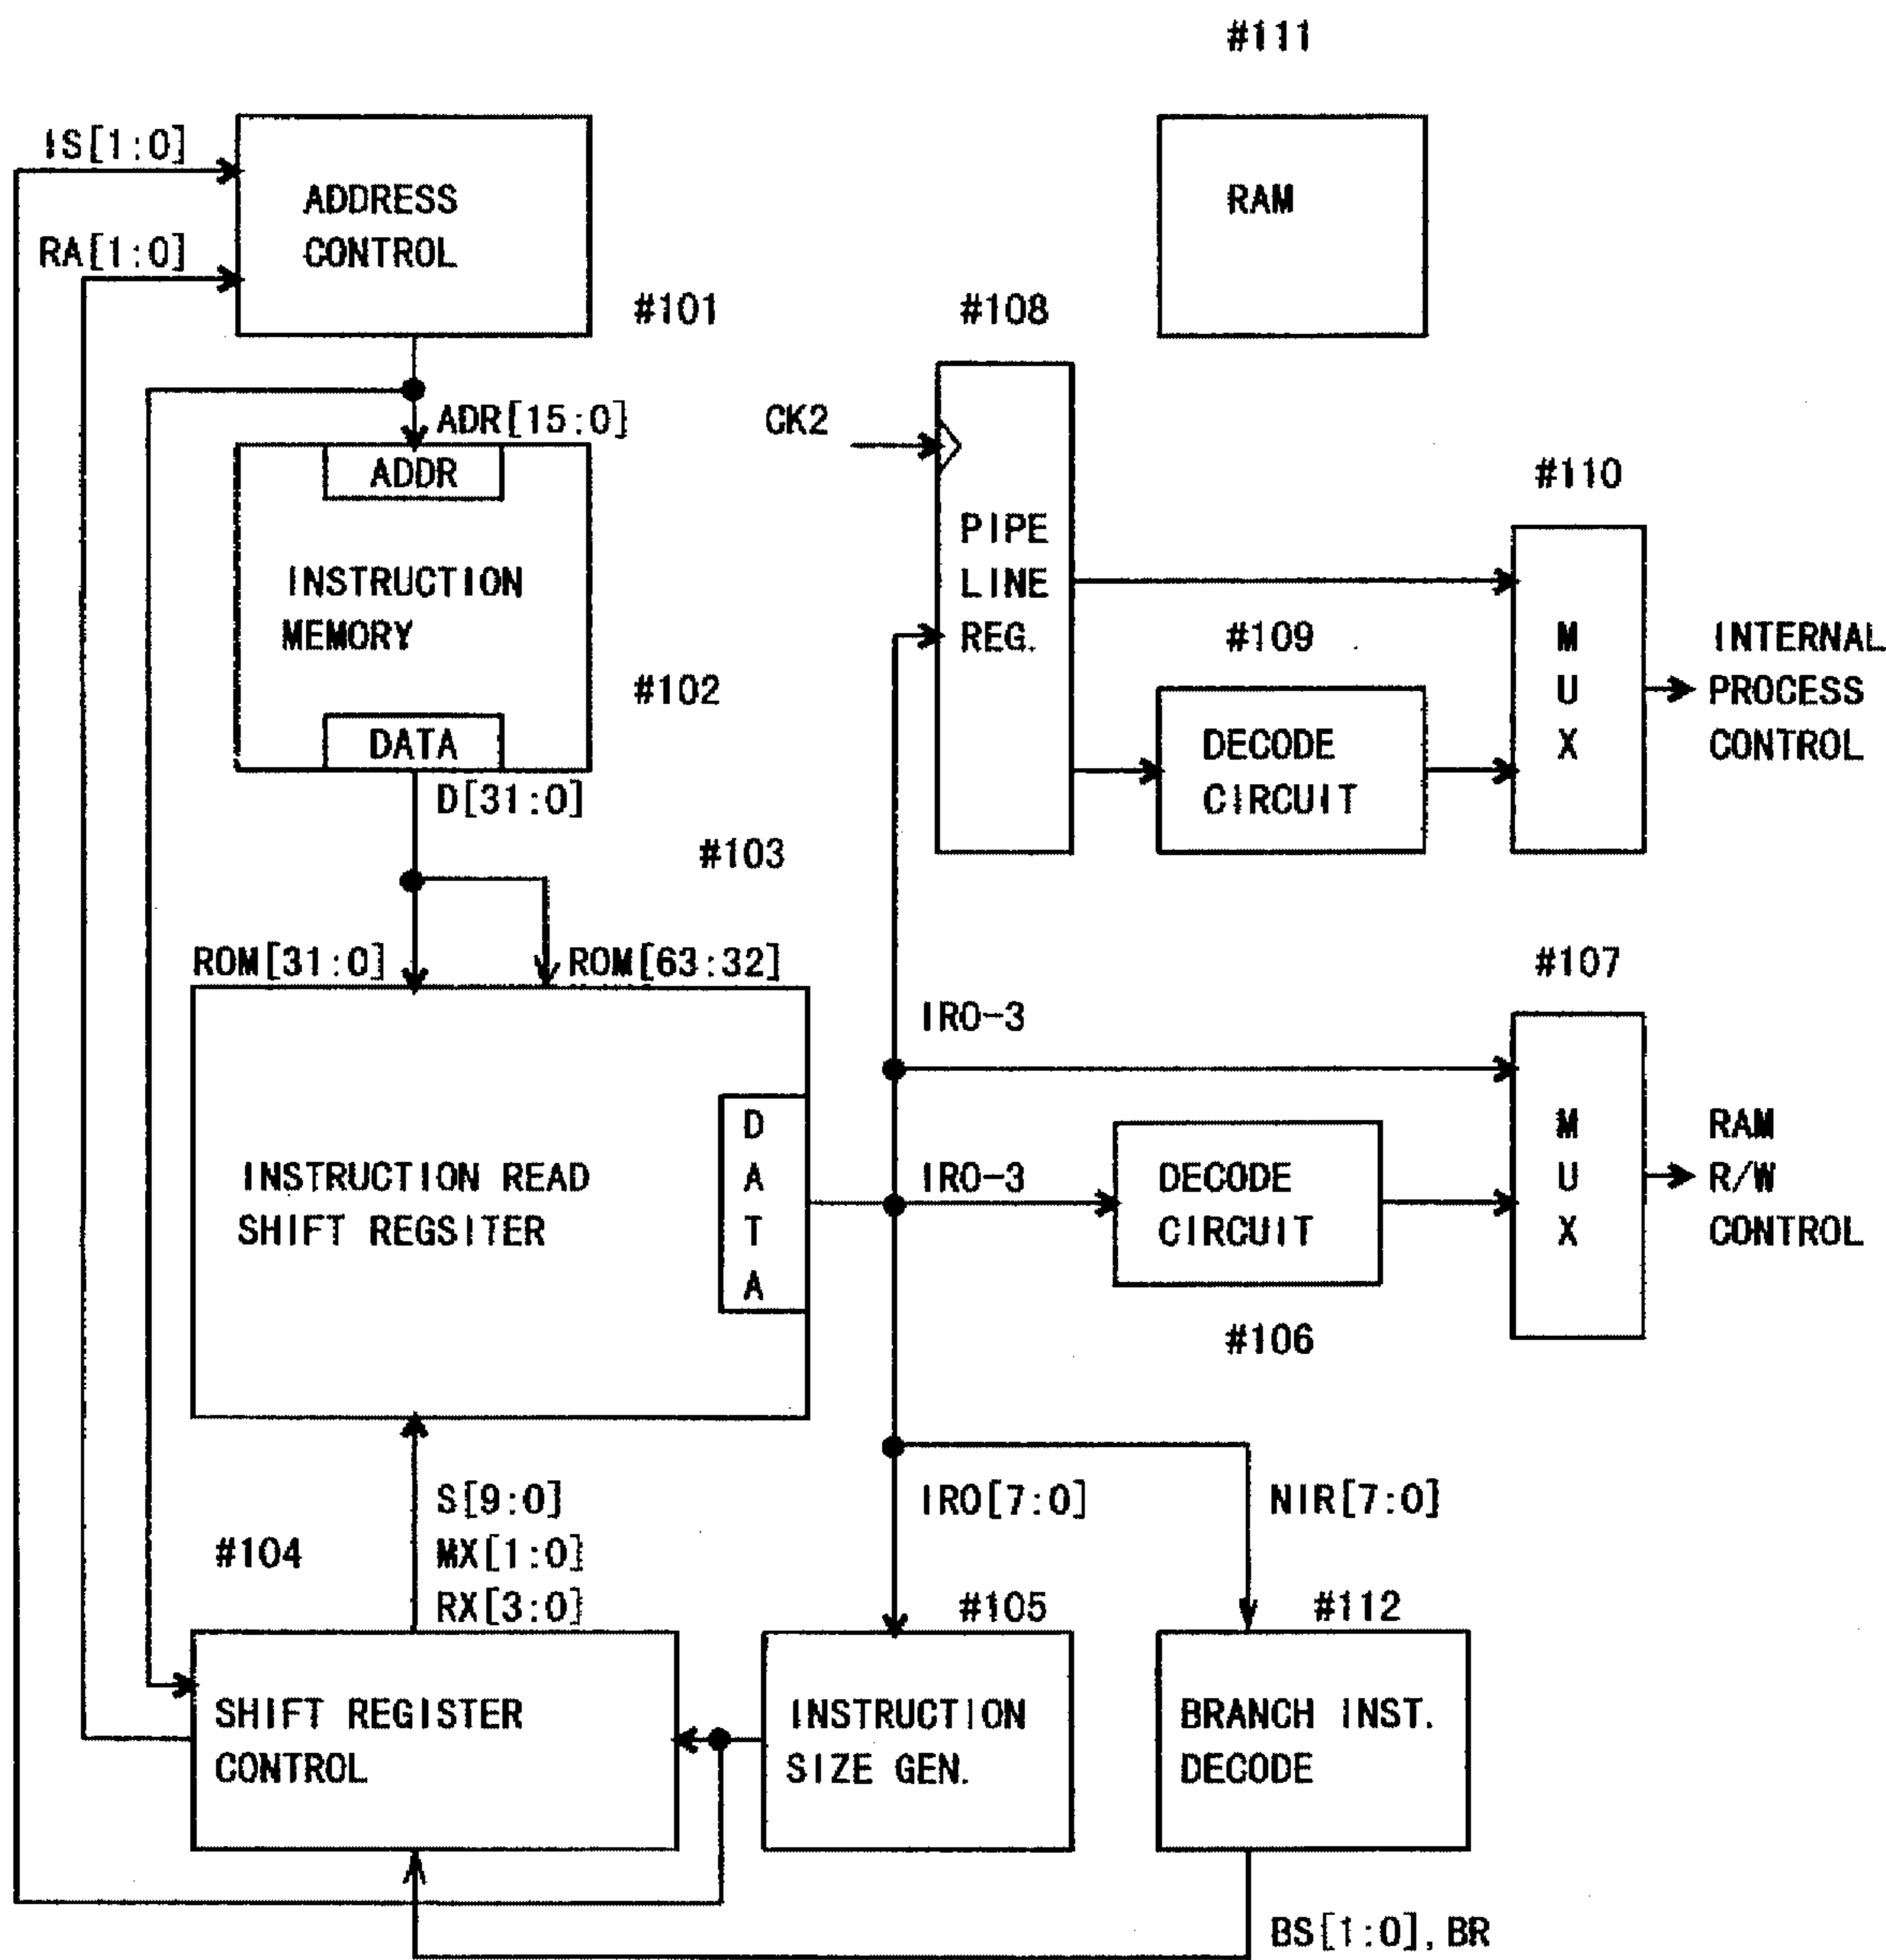 #111
IS[1:0]
ADDRESS
CONTROL
RAM
RA[1:0]
#101
#108
ADR[15:0]
CK2
ADDR
#110
PIPE
LINE
REG.
INSTRUCTION
MEMORY
#109
M
U
X
INTERNAL
PROCESS
CONTROL
#102
DATA
DECODE
CIRCUIT
D[31:0]
#103
ROM[31:0]
ROM[63:32]
#107
IR0-3
D
A
T
A
M
U
X
RAM
R/W
CONTROL
INSTRUCTION READ
SHIFT REGSITER
IR0-3
DECODE
CIRCUIT
#106
S[9:0]
MX[1:0]
RX[3:0]
IR0[7:0]
NIR[7:0]
#104
#105
#112
SHIFT REGISTER
CONTROL
INSTRUCTION
SIZE GEN.
BRANCH INST.
DECODE
BS[1:0], BR